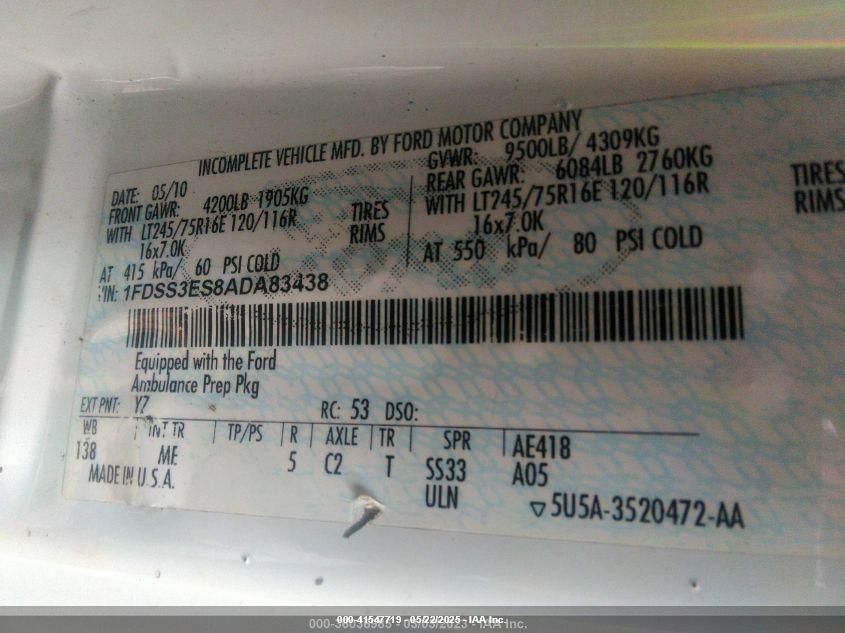 INCOMPLETE VEHICLE MFD. BY FORD MOTOR COMPANY
DATE: 05/10 GVWR: 9500LB/ 4309KG
FRONT GAWR: 4200LB 1905KG REAR GAWR: 6084LB 2760KG
WITH LT245/75R16E 120/116R TIRES WITH LT245/75R16E 120/116R TIRES
16x7.0K RIMS 16x7.0K RIMS
AT 415 kPa/ 60 PSI COLD AT 550 kPa/ 80 PSI COLD
VIN: 1FDSS3ES8ADA83438
Equipped with the Ford
Ambulance Prep Pkg
EXT PNT: YZ RC: 53 DSO:
WB INT TR TP/PS R AXLE TR SPR AE418
138 ME 5 C2 T SS33 A05
MADE IN U.S.A. ULN ▽5U5A-3520472-AA
000-41547719 - 05/22/2025 - IAA Inc.